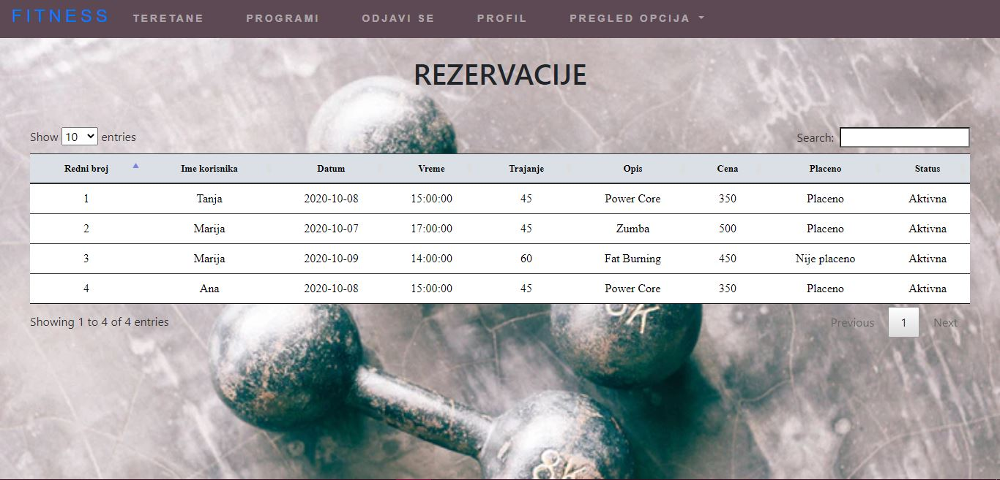 FITNESS TERETANE PROGRAMI ODJAVI SE PROFIL PREGLED OPCIJA
REZERVACIJE
Show 10 entries Search:
Redni broj Ime korisnika Datum Vreme Trajanje Opis Cena Placeno Status
1 Tanja 2020-10-08 15:00:00 45 Power Core 350 Placeno Aktivna
2 Marija 2020-10-07 17:00:00 45 Zumba 500 Placeno Aktivna
3 Marija 2020-10-09 14:00:00 60 Fat Burning 450 Nije placeno Aktivna
4 Ana 2020-10-08 15:00:00 45 Power Core 350 Placeno Aktivna
Showing 1 to 4 of 4 entries Previous 1 Next
8K
8K